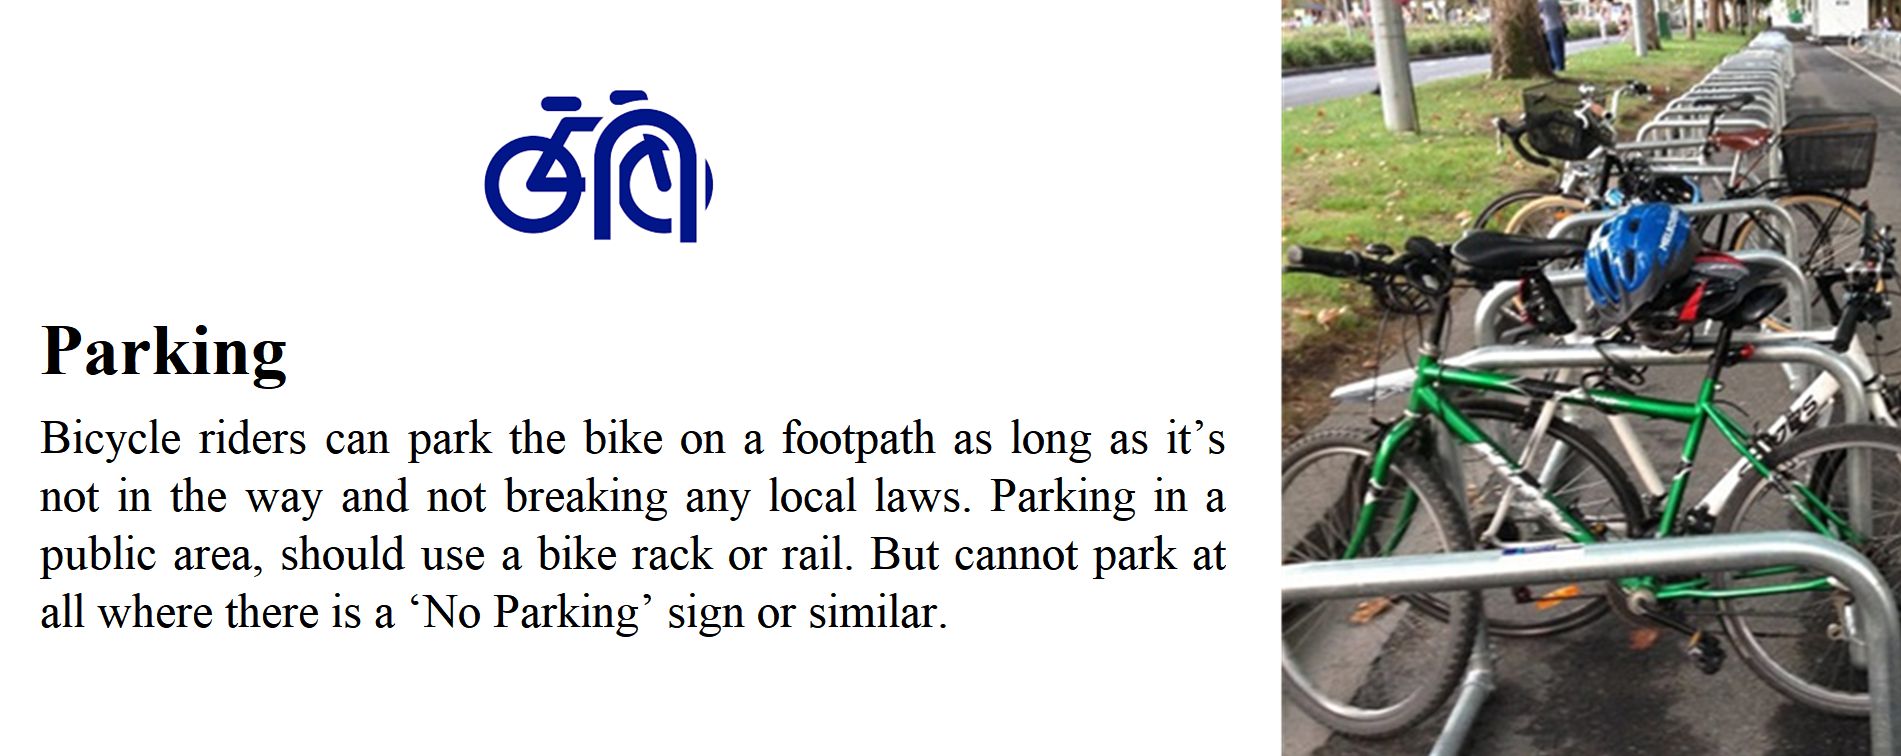 Parking
Bicycle riders can park the bike on a footpath as long as it’s
not in the way and not breaking any local laws. Parking in a
public area, should use a bike rack or rail. But cannot park at
all where there is a ‘No Parking’ sign or similar.